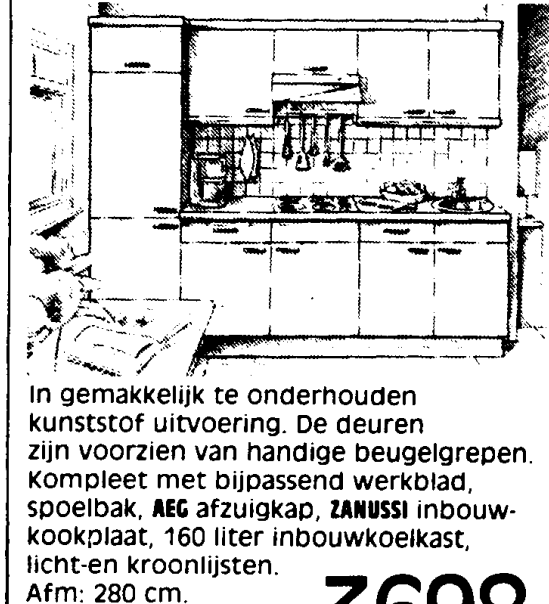 In gemakkelijk te onderhouden
kunststof uitvoering. De deuren
zijn voorzien van handige beugelgrepen.
Kompleet met bijpassend werkblad,
spoelbak, AEG afzuigkap, ZANUSSI inbouw-
kookplaat, 160 liter inbouwkoelkast,
licht-en kroonlijsten.
Afm: 280 cm.